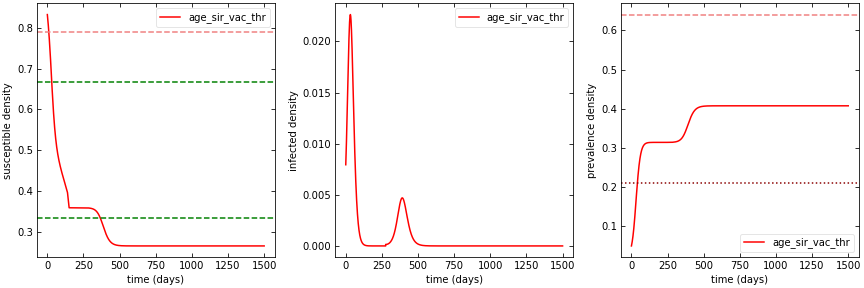 susceptible density
0.8
0.7
0.6
0.5
0.4
0.3
age_sir_vac_thr
0 250 500 750 1000 1250 1500
time (days)
infected density
0.020
0.015
0.010
0.005
0.000
age_sir_vac_thr
0 250 500 750 1000 1250 1500
time (days)
prevalence density
0.6
0.5
0.4
0.3
0.2
0.1
age_sir_vac_thr
0 250 500 750 1000 1250 1500
time (days)